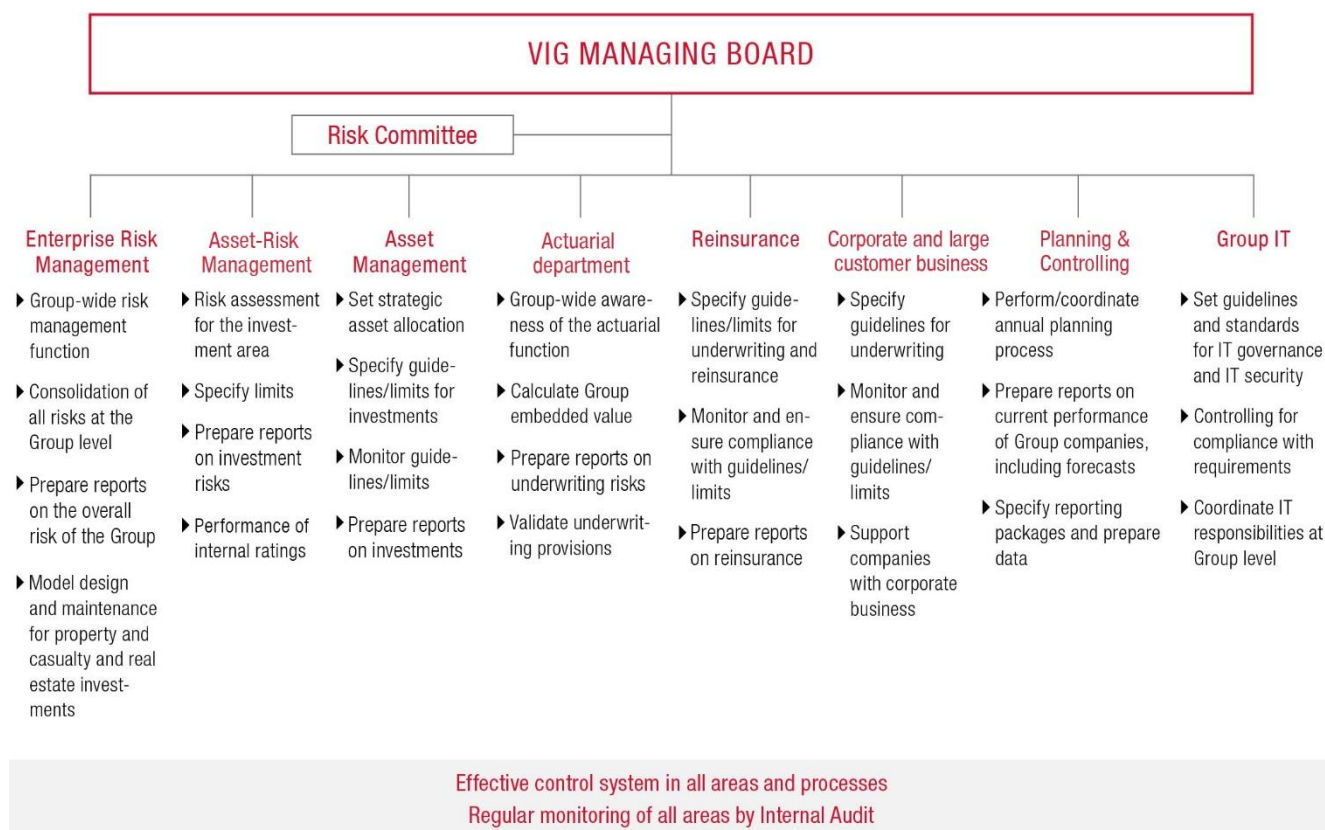 VIG MANAGING BOARD
Risk Committee
Enterprise Risk
Management
▶ Group-wide risk
management
function
▶ Consolidation of
all risks at the
Group level
▶ Prepare reports
on the overall
risk of the Group
▶ Model design
and maintenance
for property and
casualty and real
estate invest-
ments
Asset-Risk
Management
▶ Risk assessment
for the invest-
ment area
▶ Specify limits
▶ Prepare reports
on investment
risks
▶ Performance of
internal ratings
Asset
Management
▶ Set strategic
asset allocation
▶ Specify guide-
lines/limits for
investments
▶ Monitor guide-
lines/limits
▶ Prepare reports
on investments
Actuarial
department
▶ Group-wide aware-
ness of the actuarial
function
▶ Calculate Group
embedded value
▶ Prepare reports on
underwriting risks
▶ Validate underwrit-
ing provisions
Reinsurance
▶ Specify guide-
lines/limits for
underwriting and
reinsurance
▶ Monitor and en-
sure compliance
with guidelines/
limits
▶ Prepare reports
on reinsurance
Corporate and large
customer business
▶ Specify
guidelines for
underwriting
▶ Monitor and
ensure com-
pliance with
guidelines/
limits
▶ Support
companies
with corporate
business
Planning &
Controlling
▶ Perform/coordinate
annual planning
process
▶ Prepare reports on
current performance
of Group companies,
including forecasts
▶ Specify reporting
packages and prepare
data
Group IT
▶ Set guidelines
and standards
for IT governance
and IT security
▶ Controlling for
compliance with
requirements
▶ Coordinate IT
responsibilities at
Group level
Effective control system in all areas and processes
Regular monitoring of all areas by Internal Audit